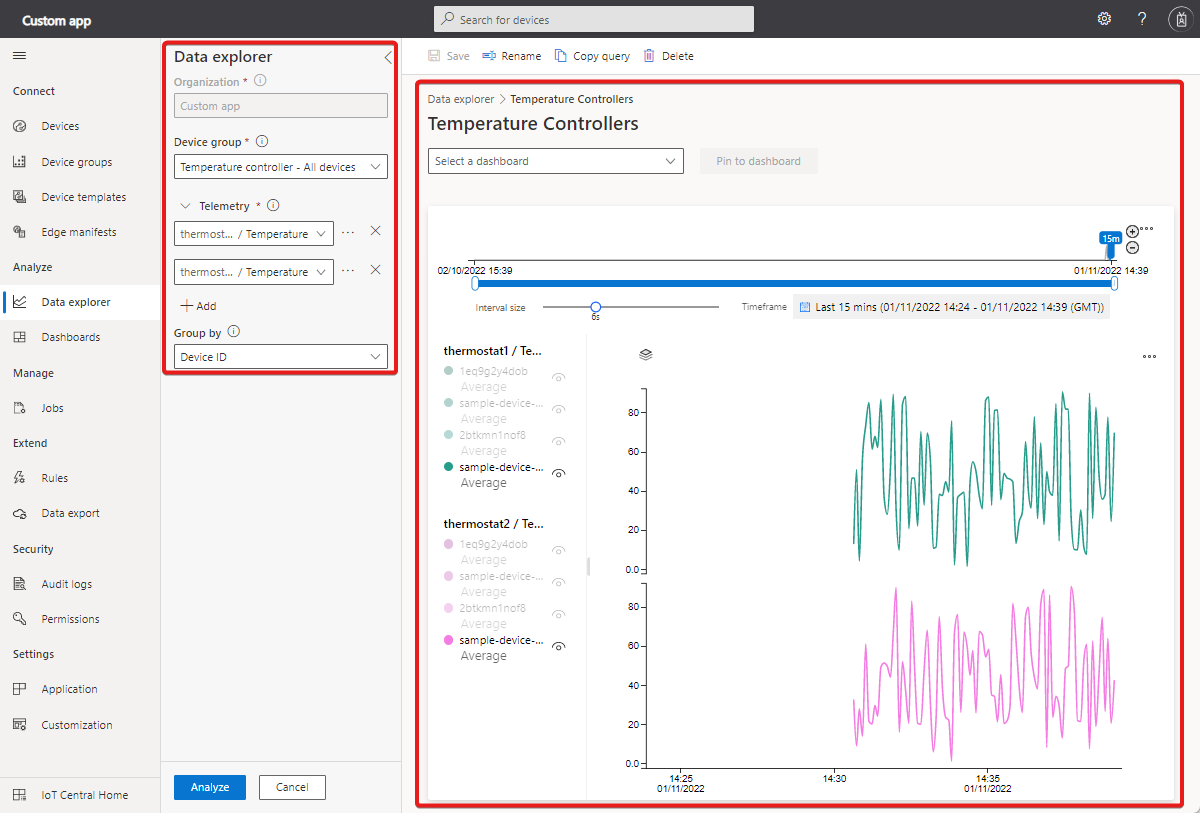 Custom app
Search for devices
?
Connect
Devices
Device groups
Device templates
Edge manifests
Analyze
Data explorer
Dashboards
Manage
Jobs
Extend
Rules
Data export
Security
Audit logs
Permissions
Settings
Application
Customization
IoT Central Home
Data explorer
Organization *
Custom app
Device group *
Temperature controller - All devices
Telemetry *
thermost... / Temperature
thermost... / Temperature
Add
Group by
Device ID
Analyze Cancel
Save Rename Copy query Delete
Data explorer > Temperature Controllers
Temperature Controllers
Select a dashboard
Pin to dashboard
15m
02/10/2022 15:39
01/11/2022 14:39
Interval size
6s
Timeframe
Last 15 mins (01/11/2022 14:24 - 01/11/2022 14:39 (GMT))
thermostat1 / Te...
1eq9g2y4dob
Average
sample-device-...
Average
2btkmn1nof8
Average
sample-device-...
Average
thermostat2 / Te...
1eq9g2y4dob
Average
sample-device-...
Average
2btkmn1nof8
Average
sample-device-...
Average
80
60
40
20
0.0
80
60
40
20
0.0
14:25 14:30 14:35
01/11/2022 01/11/2022